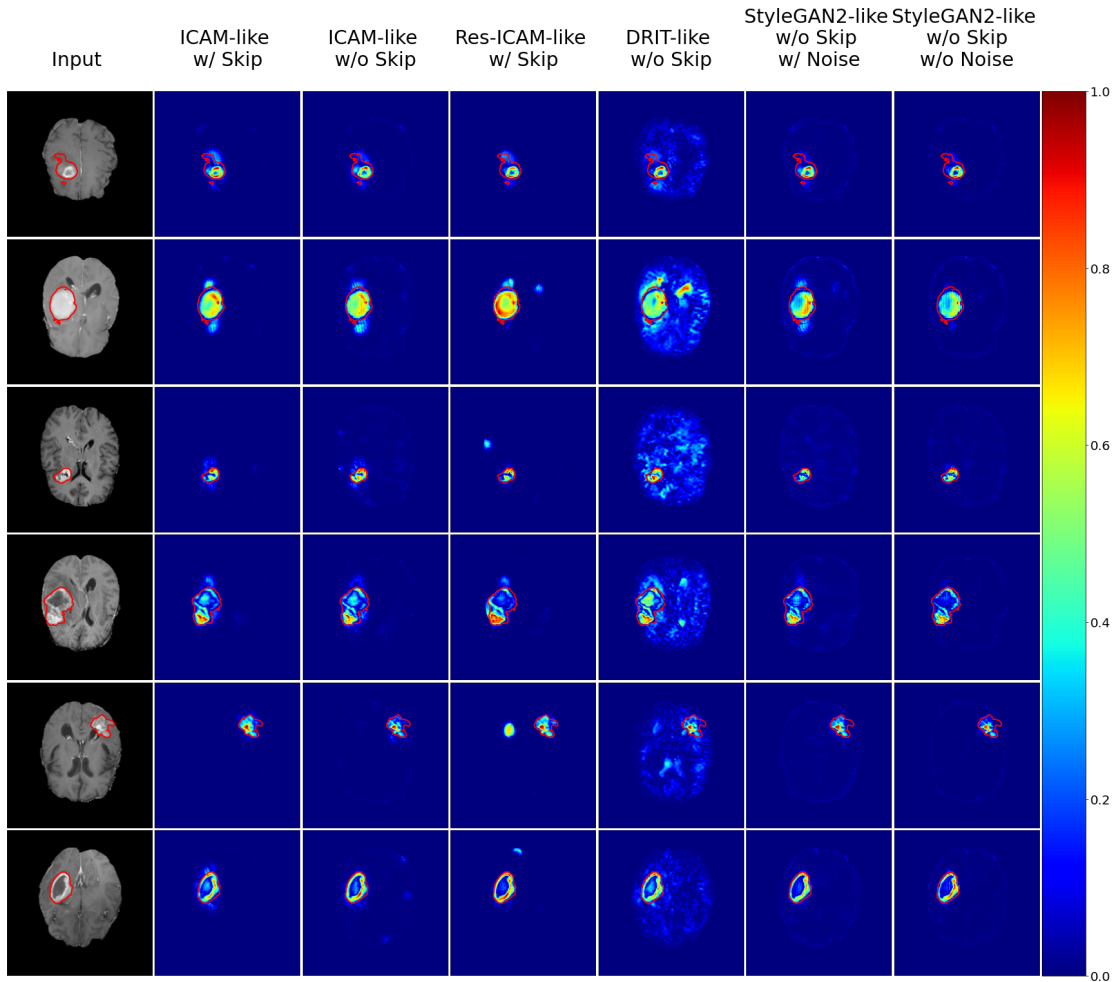 Input
ICAM-like
w/ Skip
ICAM-like
w/o Skip
Res-ICAM-like
w/ Skip
DRIT-like
w/o Skip
StyleGAN2-like
w/o Skip
w/ Noise
StyleGAN2-like
w/o Skip
w/o Noise
1.0
0.8
0.6
0.4
0.2
0.0